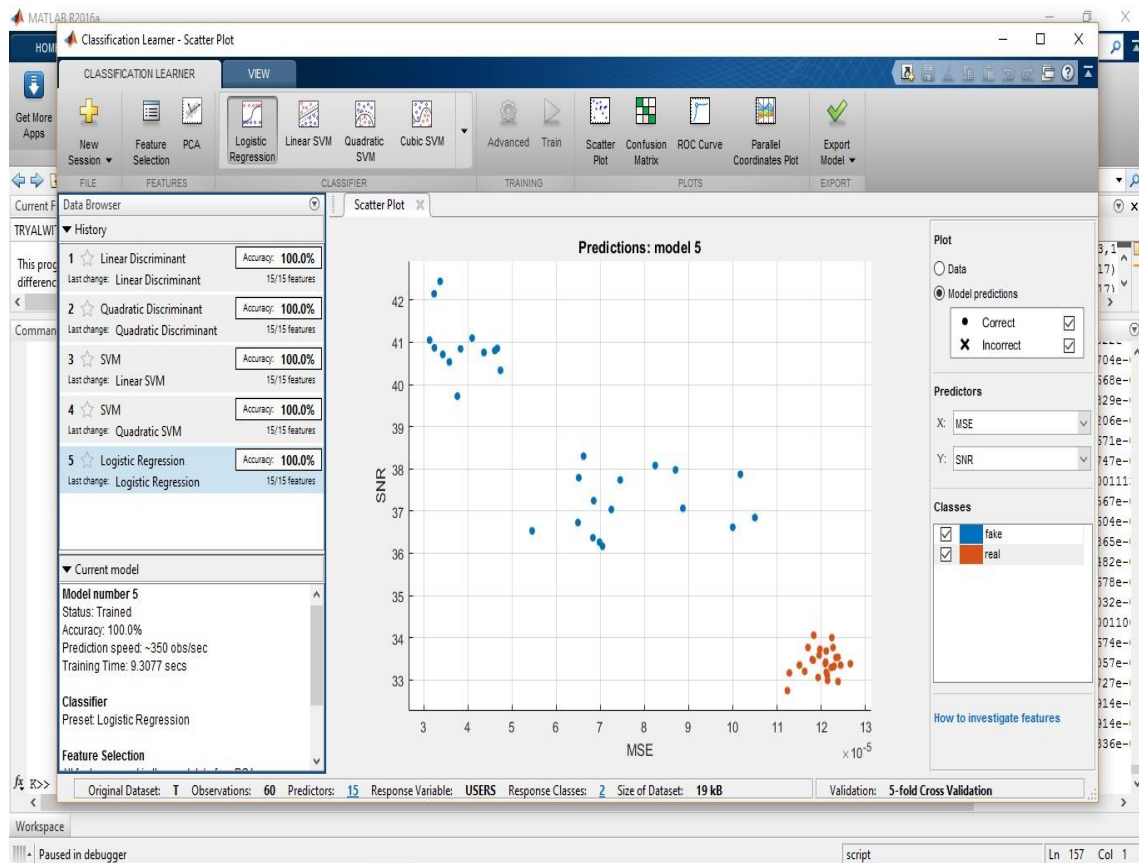 MATLAB R2016a
Classification Learner - Scatter Plot
CLASSIFICATION LEARNER
VIEW
Get More Apps
New Session
Feature Selection
PCA
Logistic Regression
Linear SVM
Quadratic SVM
Cubic SVM
Advanced
Train
Scatter Plot
Confusion Matrix
ROC Curve
Parallel Coordinates Plot
Export Model
FILE
FEATURES
CLASSIFIER
TRAINING
PLOTS
EXPORT
Current F
Data Browser
Scatter Plot
TRYALWIT
This prog
differenc
Comman
History
1 Linear Discriminant Accuracy: 100.0%
Last change: Linear Discriminant 15/15 features
2 Quadratic Discriminant Accuracy: 100.0%
Last change: Quadratic Discriminant 15/15 features
3 SVM Accuracy: 100.0%
Last change: Linear SVM 15/15 features
4 SVM Accuracy: 100.0%
Last change: Quadratic SVM 15/15 features
5 Logistic Regression Accuracy: 100.0%
Last change: Logistic Regression 15/15 features
Current model
Model number 5
Status: Trained
Accuracy: 100.0%
Prediction speed: ~350 obs/sec
Training Time: 9.3077 secs
Classifier
Preset: Logistic Regression
Feature Selection
Predictions: model 5
SNR
42
41
40
39
38
37
36
35
34
33
3 4 5 6 7 8 9 10 11 12 13
MSE
×10-5
Plot
Data
Model predictions
Correct
Incorrect
Predictors
X: MSE
Y: SNR
Classes
fake
real
How to investigate features
fx K>>
Original Dataset: T Observations: 60 Predictors: 15 Response Variable: USERS Response Classes: 2 Size of Dataset: 19 kB Validation: 5-fold Cross Validation
Workspace
Paused in debugger
script
Ln 157 Col 1